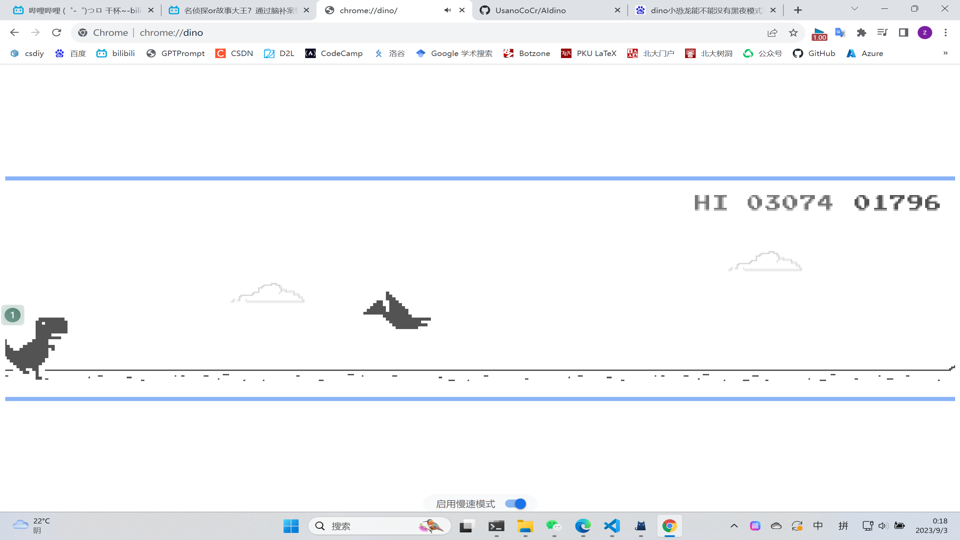 哔哩哔哩 (゜-゜)つロ 干杯~-bili
名侦探or故事大王？通过脑补案
chrome://dino/
UsanoCoCr/AIdino
dino小恐龙能不能没有黑夜模式
Chrome | chrome://dino
1.00
z
csdiy 百度 bilibili GPTPrompt CSDN D2L CodeCamp 洛谷 Google 学术搜索 Botzone PKU LaTeX 北大门户 北大树洞 公众号 GitHub Azure »
HI 03074 01796
1
启用慢速模式
22°C
阴
搜索
中 拼
0:18
2023/9/3